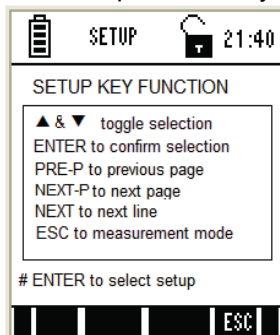 SETUP 21:40
SETUP KEY FUNCTION
▲ & ▼ toggle selection
ENTER to confirm selection
PRE-P to previous page
NEXT-P to next page
NEXT to next line
ESC to measurement mode
# ENTER to select setup
ESC